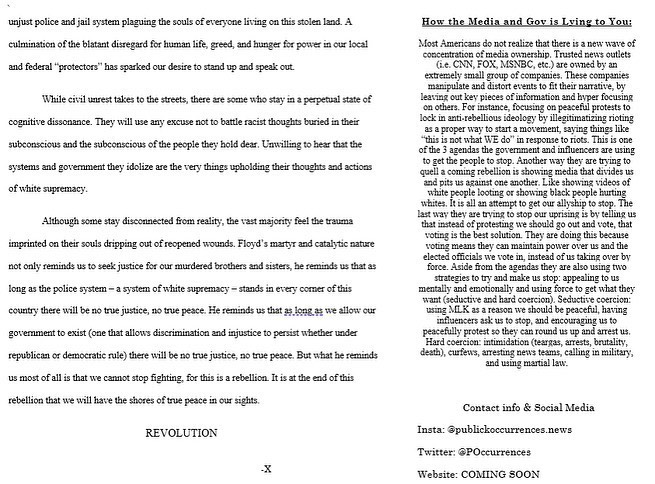 unjust police and jail system plaguing the souls of everyone living on this stolen land. A
culmination of the blatant disregard for human life, greed, and hunger for power in our local
and federal “protectors” has sparked our desire to stand up and speak out.
While civil unrest takes to the streets, there are some who stay in a perpetual state of
cognitive dissonance. They will use any excuse not to battle racist thoughts buried in their
subconscious and the subconscious of the people they hold dear. Unwilling to hear that the
systems and government they idolize are the very things upholding their thoughts and actions
of white supremacy.
Although some stay disconnected from reality, the vast majority feel the trauma
imprinted on their souls dripping out of reopened wounds. Floyd’s martyr and catalytic nature
not only reminds us to seek justice for our murdered brothers and sisters, he reminds us that as
long as the police system – a system of white supremacy – stands in every corner of this
country there will be no true justice, no true peace. He reminds us that as long as we allow our
government to exist (one that allows discrimination and injustice to persist whether under
republican or democratic rule) there will be no true justice, no true peace. But what he reminds
us most of all is that we cannot stop fighting, for this is a rebellion. It is at the end of this
rebellion that we will have the shores of true peace in our sights.
REVOLUTION
-X
How the Media and Gov is Lying to You:
Most Americans do not realize that there is a new wave of
concentration of media ownership. Trusted news outlets
(i.e. CNN, FOX, MSNBC, etc.) are owned by an
extremely small group of companies. These companies
manipulate and distort events to fit their narrative, by
leaving out key pieces of information and hyper focusing
on others. For instance, focusing on peaceful protests to
lock in anti-rebellious ideology by illegitimatizing rioting
as a proper way to start a movement, saying things like
“this is not what WE do” in response to riots. This is one
of the 3 agendas the government and influencers are using
to get the people to stop. Another way they are trying to
quell a coming rebellion is showing media that divides us
and pits us against one another. Like showing videos of
white people looting or showing black people hurting
whites. It is all an attempt to get our allyship to stop. The
last way they are trying to stop our uprising is by telling us
that instead of protesting we should go out and vote, that
voting is the best solution. They are doing this because
voting means they can maintain power over us and the
elected officials we vote in, instead of us taking over by
force. Aside from the agendas they are also using two
strategies to try and make us stop: appealing to us
mentally and emotionally and using force to get what they
want (seductive and hard coercion). Seductive coercion:
using MLK as a reason we should be peaceful, having
influencers ask us to stop, and encouraging us to
peacefully protest so they can round us up and arrest us.
Hard coercion: intimidation (teargas, arrests, brutality,
death), curfews, arresting news teams, calling in military,
and using martial law.
Contact info & Social Media
Insta: @publickoccurrences.news
Twitter: @POccurrences
Website: COMING SOON